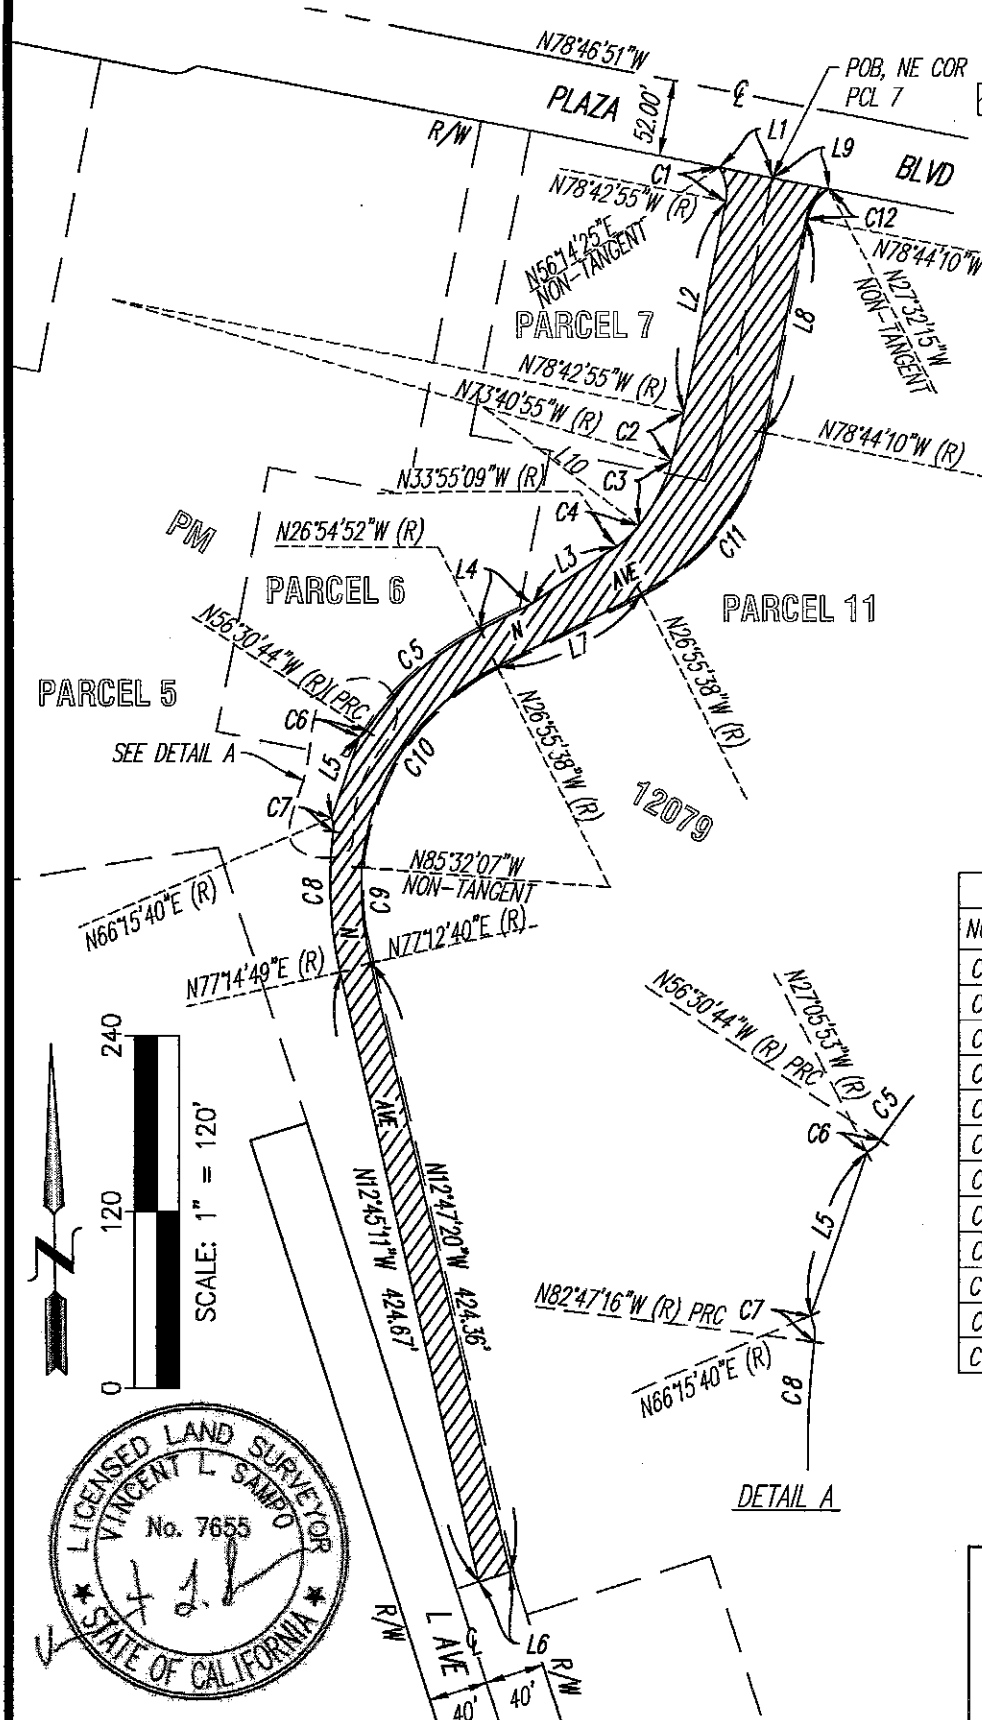 N78°46'51"W
PLAZA
52.00'
℄
POB, NE COR
PCL 7
R/W
L1
L9
BLVD
C1
N78°42'55"W (R)
C12
N78°44'10"W
N56°14'25"E
NON-TANGENT
N27°32'15"W
NON-TANGENT
L2
L8
PARCEL 7
N78°42'55"W (R)
N73°40'55"W (R)
C2
N78°44'10"W (R)
L10
N33°55'09"W (R)
C3
C4
C11
PM
N26°54'52"W (R)
L4
L3
AVE
PARCEL 6
PARCEL 11
N56°30'44"W (R) PRC
C5
N
L7
N26°55'38"W (R)
PARCEL 5
C6
SEE DETAIL A
L5
C10
N26°55'38"W (R)
12079
C7
N85°32'07"W
NON-TANGENT
N66°15'40"E (R)
C8
C9
N
N77°12'40"E (R)
N77°14'49"E (R)
N56°30'44"W (R) PRC
N27°05'53"W (R)
C5
C6
L5
N82°47'16"W (R) PRC
C7
N66°15'40"E (R)
C8
DETAIL A
AVE
N12°45'11"W 424.67'
N12°47'20"W 424.36'
240
120
0
SCALE: 1" = 120'
N
LICENSED LAND SURVEYOR
VINCENT L. SAMPO
No. 7655
STATE OF CALIFORNIA
R/W
L AVE
℄
L6
R/W
40'
40'